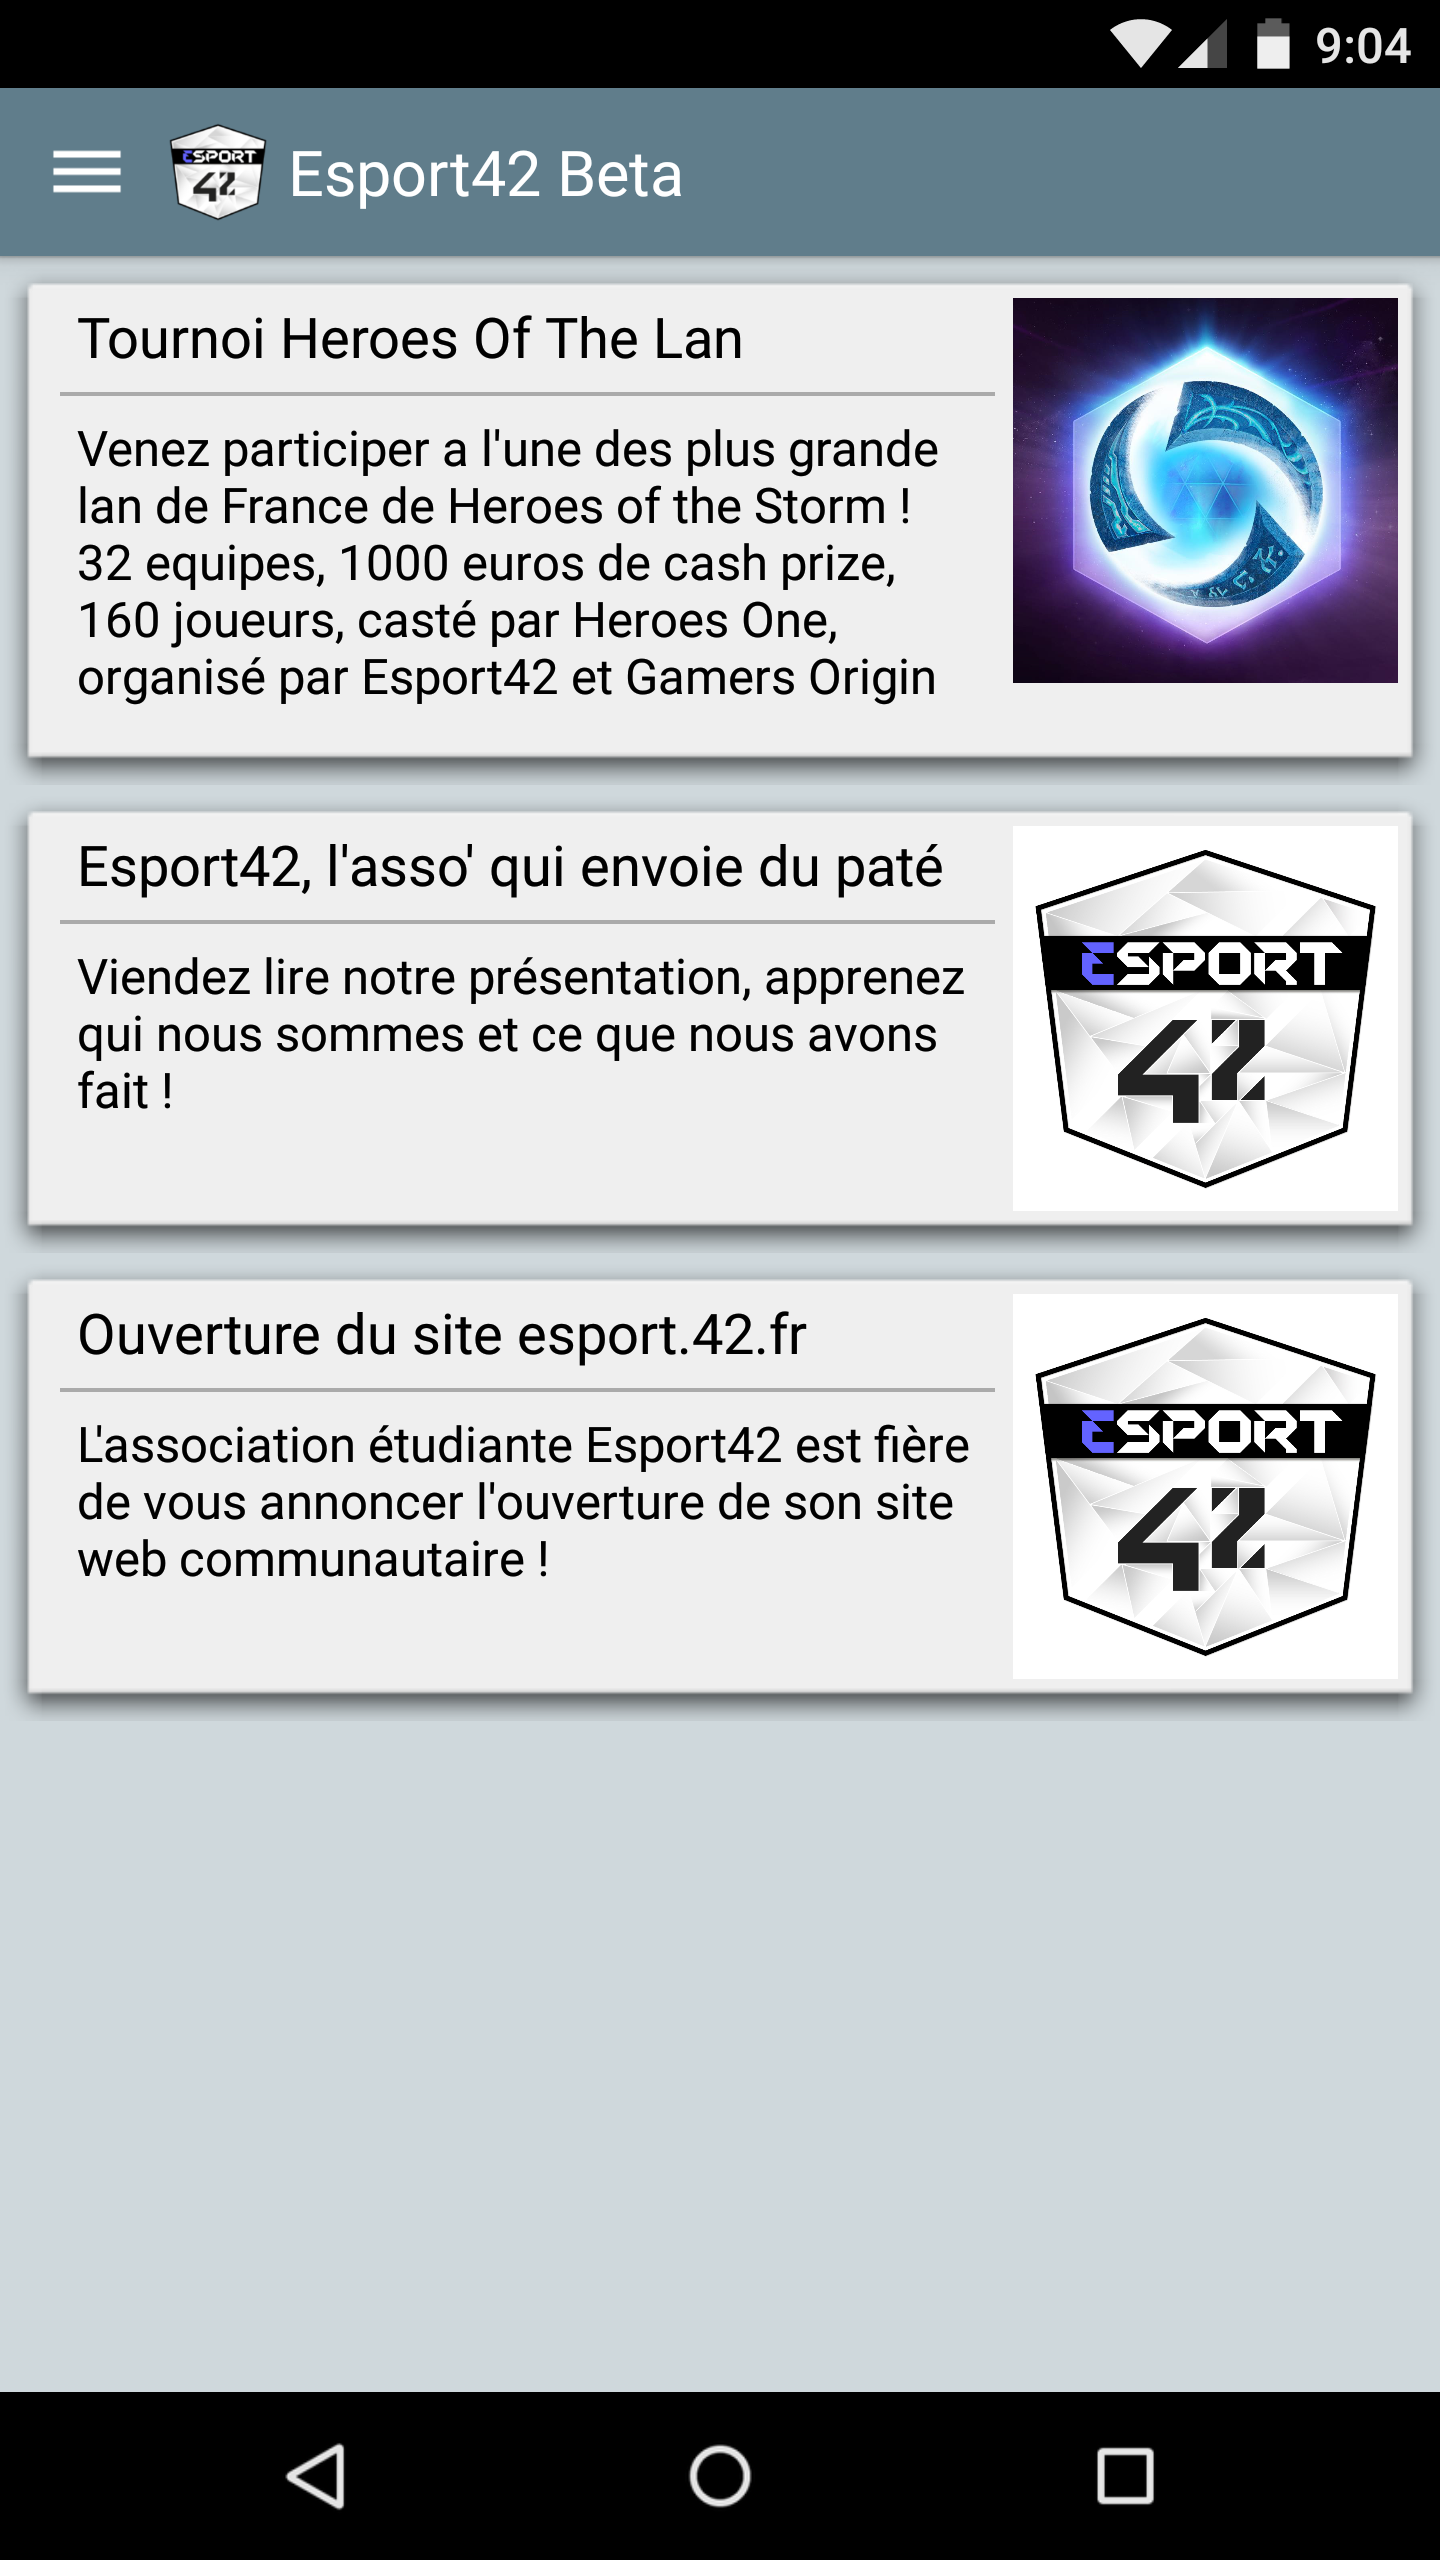 9:04
ESPORT
42
Esport42 Beta
Tournoi Heroes Of The Lan
Venez participer a l'une des plus grande
lan de France de Heroes of the Storm !
32 equipes, 1000 euros de cash prize,
160 joueurs, casté par Heroes One,
organisé par Esport42 et Gamers Origin
Esport42, l'asso' qui envoie du paté
Viendez lire notre présentation, apprenez
qui nous sommes et ce que nous avons
fait !
ESPORT
42
Ouverture du site esport.42.fr
L'association étudiante Esport42 est fière
de vous annoncer l'ouverture de son site
web communautaire !
ESPORT
42